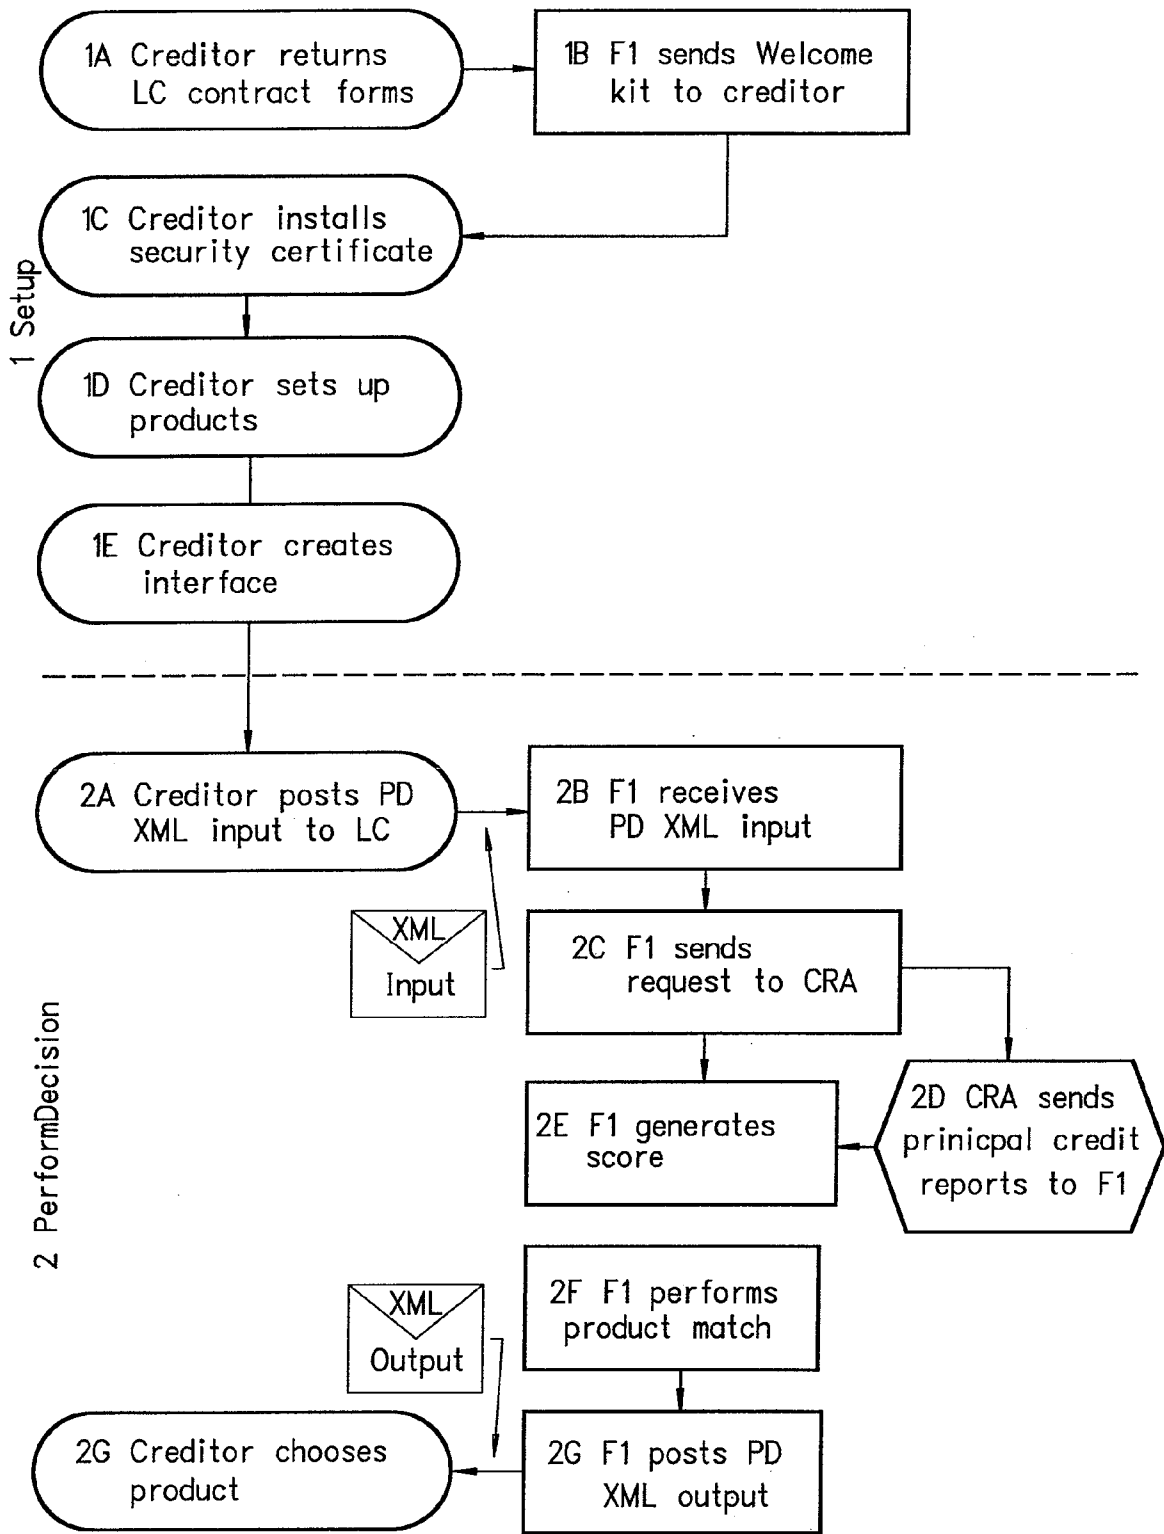 1A Creditor returns
LC contract forms
1B F1 sends Welcome
kit to creditor
1C Creditor installs
security certificate
1 Setup
1D Creditor sets up
products
1E Creditor creates
interface
2A Creditor posts PD
XML input to LC
2B F1 receives
PD XML input
XML
Input
2C F1 sends
request to CRA
2 PerformDecision
2D CRA sends
prinicpal credit
reports to F1
2E F1 generates
score
2F F1 performs
product match
XML
Output
2G Creditor chooses
product
2G F1 posts PD
XML output